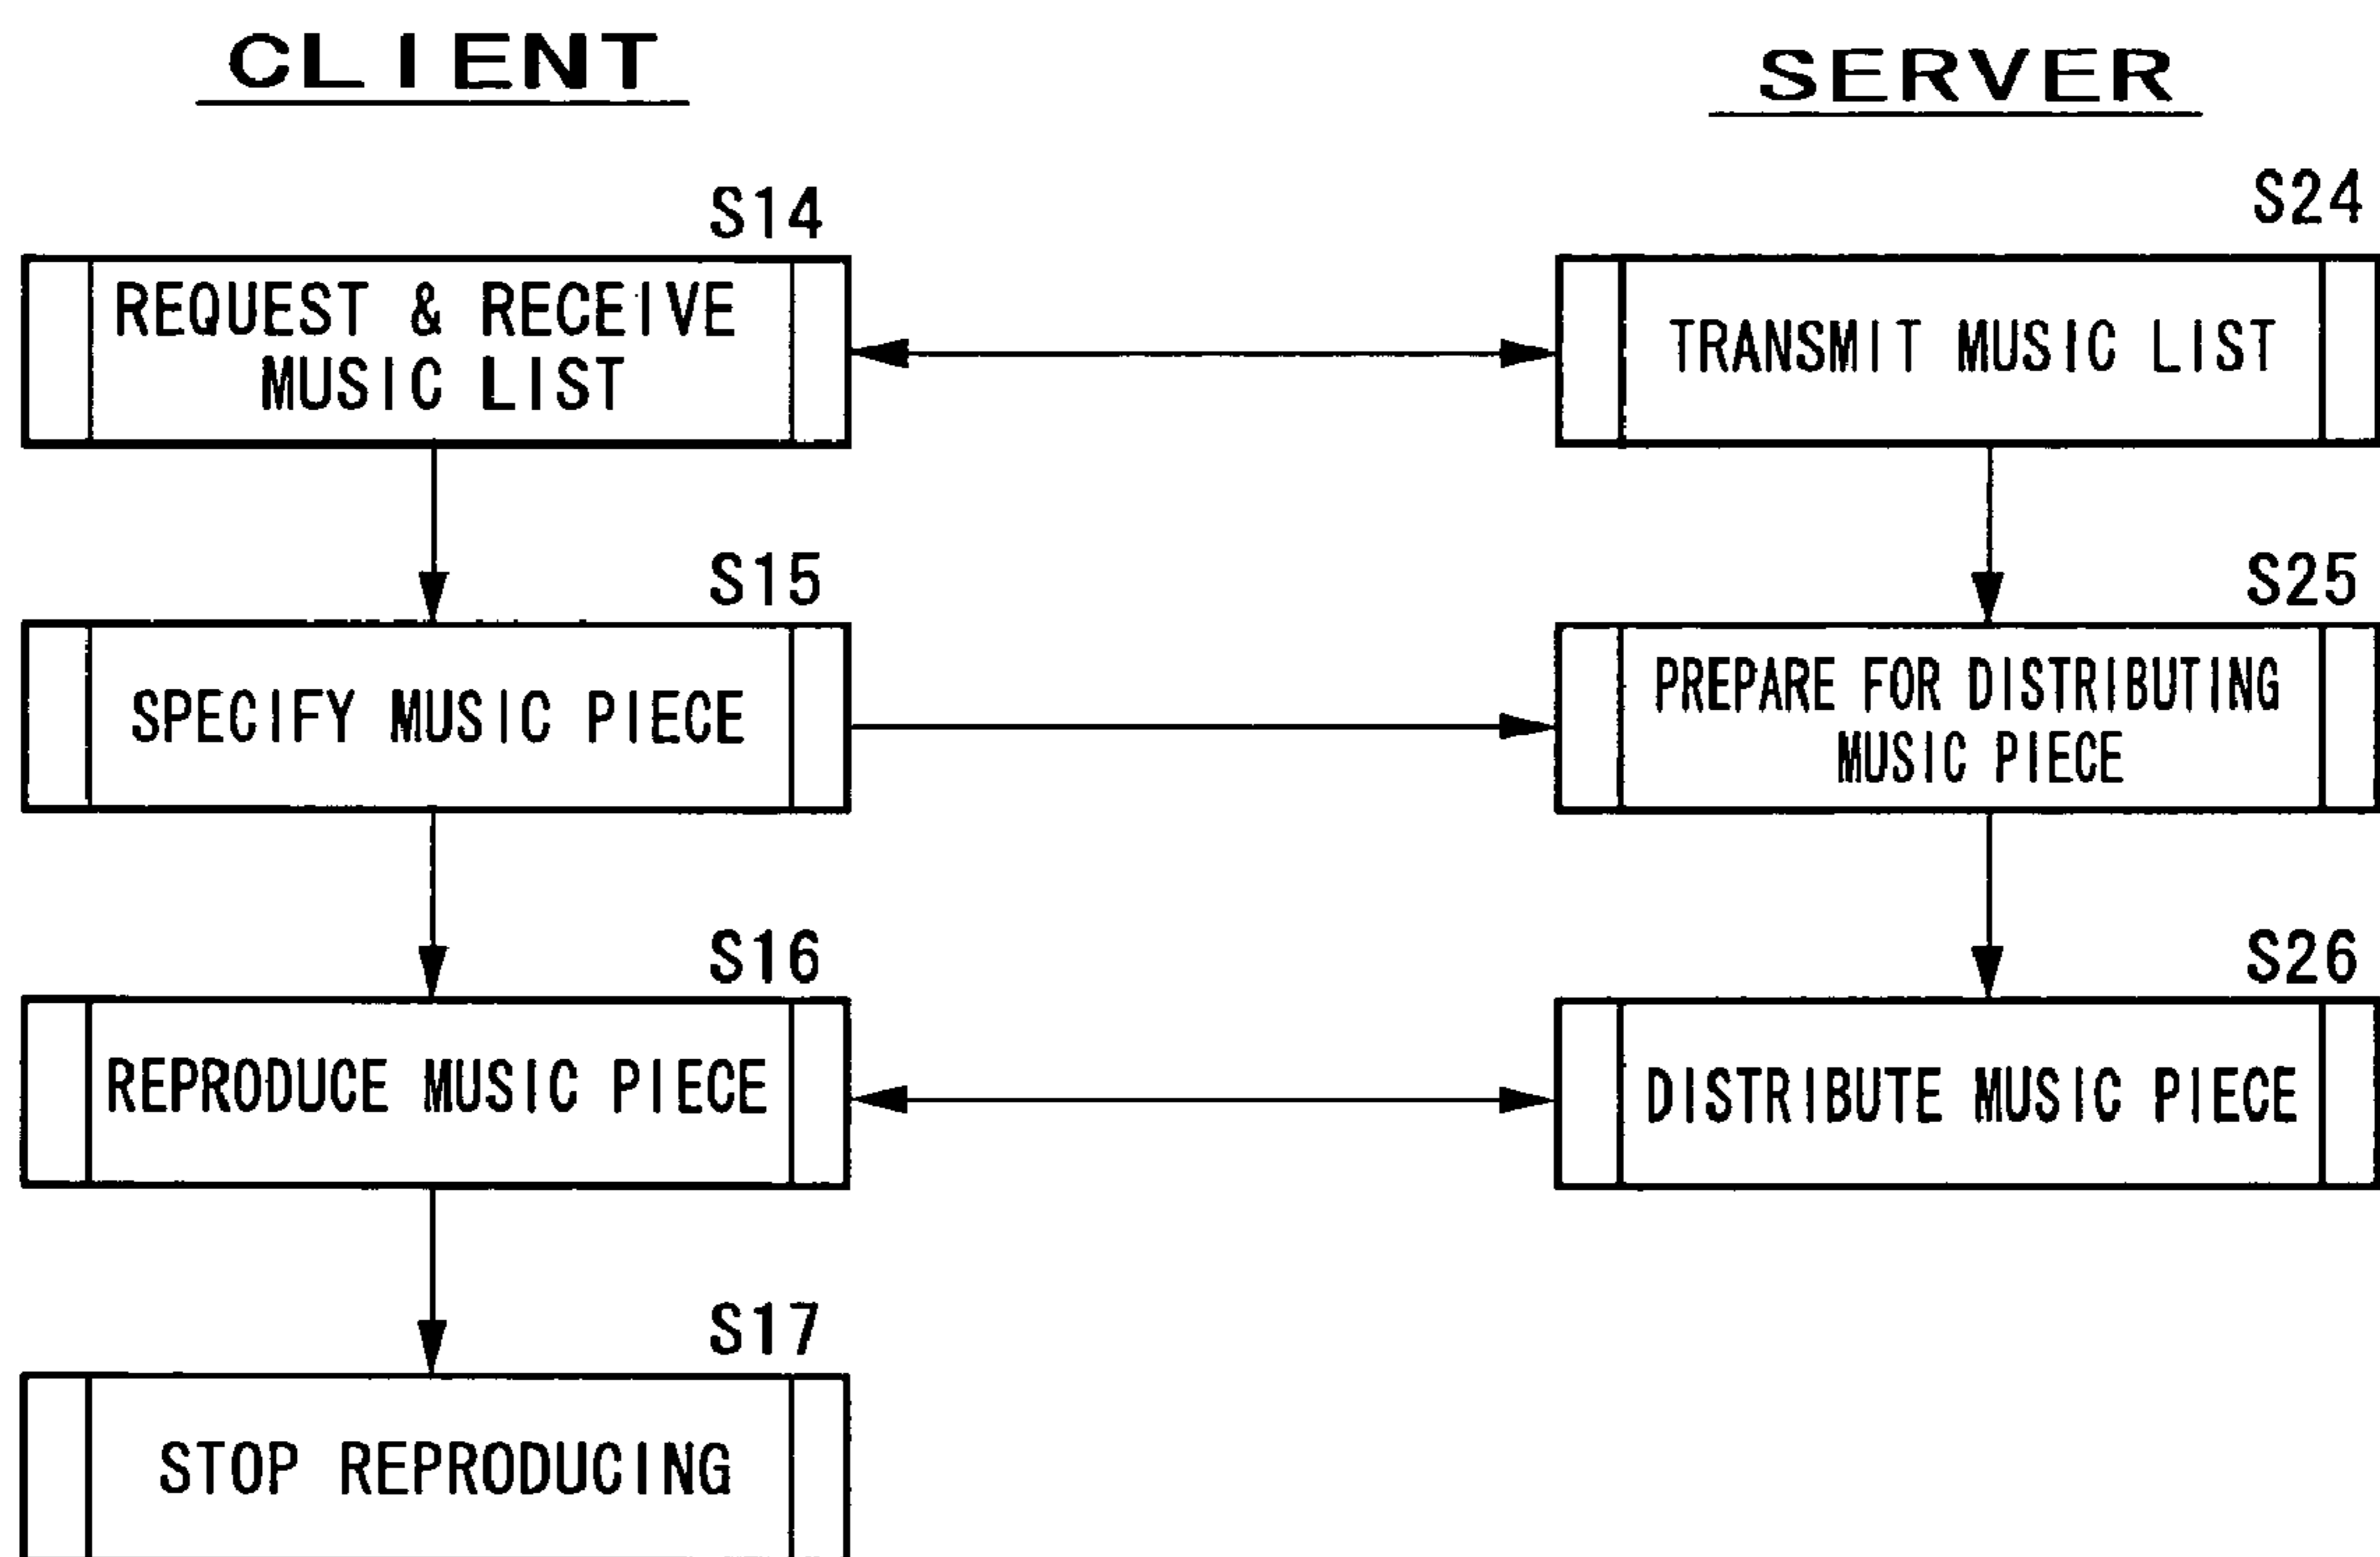 CLIENT
SERVER
S14
S24
REQUEST & RECEIVE
MUSIC LIST
TRANSMIT MUSIC LIST
S15
S25
SPECIFY MUSIC PIECE
PREPARE FOR DISTRIBUTING
MUSIC PIECE
S16
S26
REPRODUCE MUSIC PIECE
DISTRIBUTE MUSIC PIECE
S17
STOP REPRODUCING